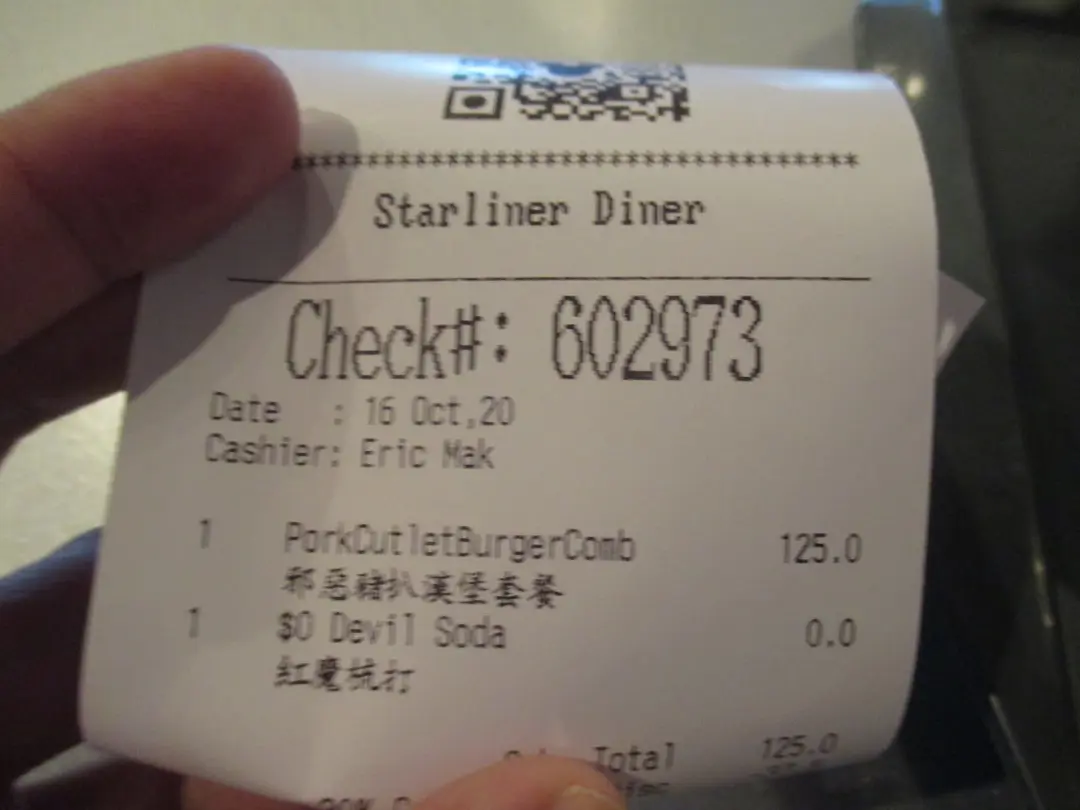 ***********************************
Starliner Diner
Check#: 602973
Date : 16 Oct,20
Cashier: Eric Mak
1 PorkCutletBurgerComb 125.0
邪惡豬扒漢堡套餐
1 $0 Devil Soda 0.0
紅魔梳打
Total 125.0